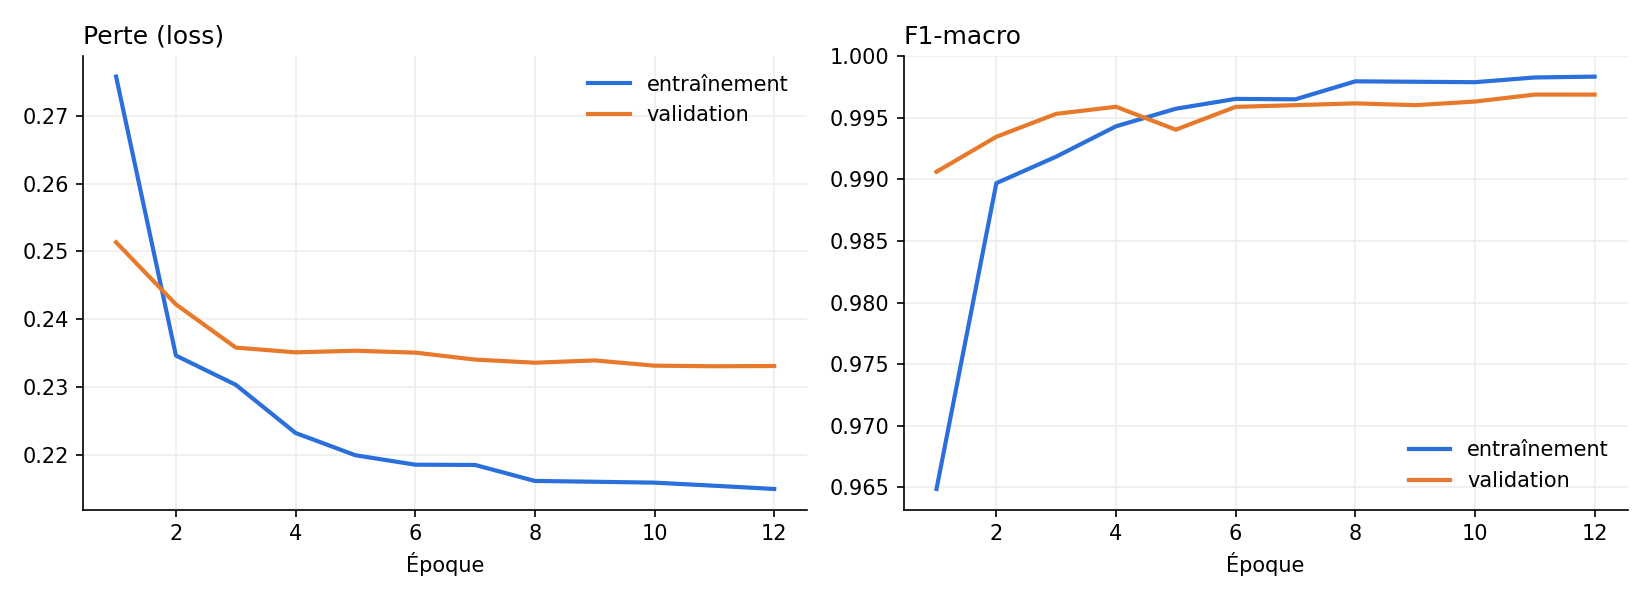 Perte (loss)
entraînement
validation
0.27
0.26
0.25
0.24
0.23
0.22
2 4 6 8 10 12
Époque
F1-macro
1.000
0.995
0.990
0.985
0.980
0.975
0.970
0.965
entraînement
validation
2 4 6 8 10 12
Époque